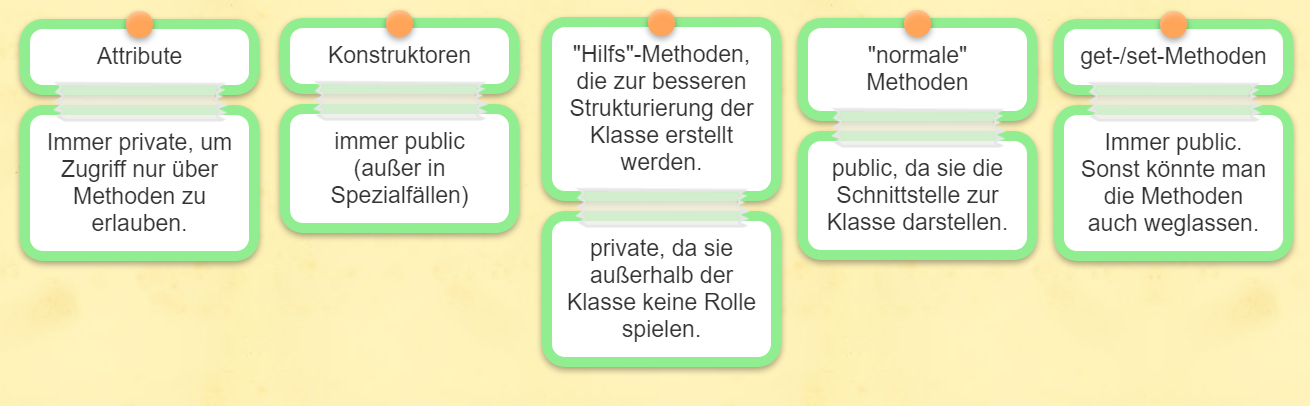 Attribute
Immer private, um
Zugriff nur über
Methoden zu
erlauben.
Konstruktoren
immer public
(außer in
Spezialfällen)
"Hilfs"-Methoden,
die zur besseren
Strukturierung der
Klasse erstellt
werden.
private, da sie
außerhalb der
Klasse keine Rolle
spielen.
"normale"
Methoden
public, da sie die
Schnittstelle zur
Klasse darstellen.
get-/set-Methoden
Immer public.
Sonst könnte man
die Methoden
auch weglassen.